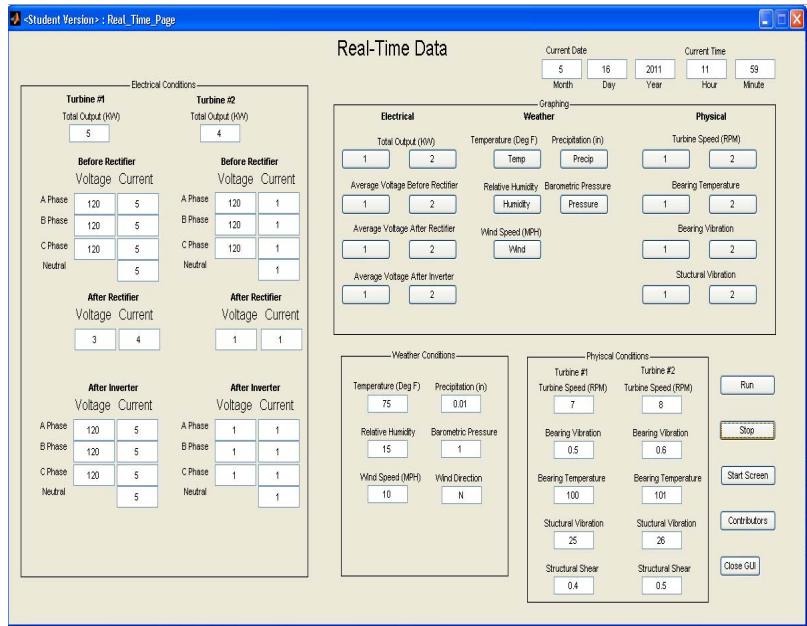 <Student Version> : Real_Time_Page
Real-Time Data
Current Date
Current Time
5 16 2011 11 59
Month Day Year Hour Minute
Electrical Conditions
Turbine #1 Turbine #2
Total Output (KW) Total Output (KW)
5 4
Before Rectifier Before Rectifier
Voltage Current Voltage Current
A Phase 120 5 A Phase 120 1
B Phase 120 5 B Phase 120 1
C Phase 120 5 C Phase 120 1
Neutral 5 Neutral 1
After Rectifier After Rectifier
Voltage Current Voltage Current
3 4 1 1
After Inverter After Inverter
Voltage Current Voltage Current
A Phase 120 5 A Phase 1 1
B Phase 120 5 B Phase 1 1
C Phase 120 5 C Phase 1 1
Neutral 5 Neutral 1
Graphing
Electrical Weather Physical
Total Output (KW) Temperature (Deg F) Precipitation (in) Turbine Speed (RPM)
1 2 Temp Precip 1 2
Average Voltage Before Rectifier Relative Humidity Barometric Pressure Bearing Temperature
1 2 Humidity Pressure 1 2
Average Voltage After Rectifier Wind Speed (MPH) Bearing Vibration
1 2 Wind 1 2
Average Voltage After Inverter Stuctural Vibration
1 2 1 2
Weather Conditions
Temperature (Deg F) Precipitation (in)
75 0.01
Relative Humidity Barometric Pressure
15 1
Wind Speed (MPH) Wind Direction
10 N
Phyiscal Conditions
Turbine #1 Turbine #2
Turbine Speed (RPM) Turbine Speed (RPM)
7 8
Bearing Vibration Bearing Vibration
0.5 0.6
Bearing Temperature Bearing Temperature
100 101
Stuctural Vibration Stuctural Vibration
25 26
Structural Shear Structural Shear
0.4 0.5
Run
Stop
Start Screen
Contributors
Close GUI